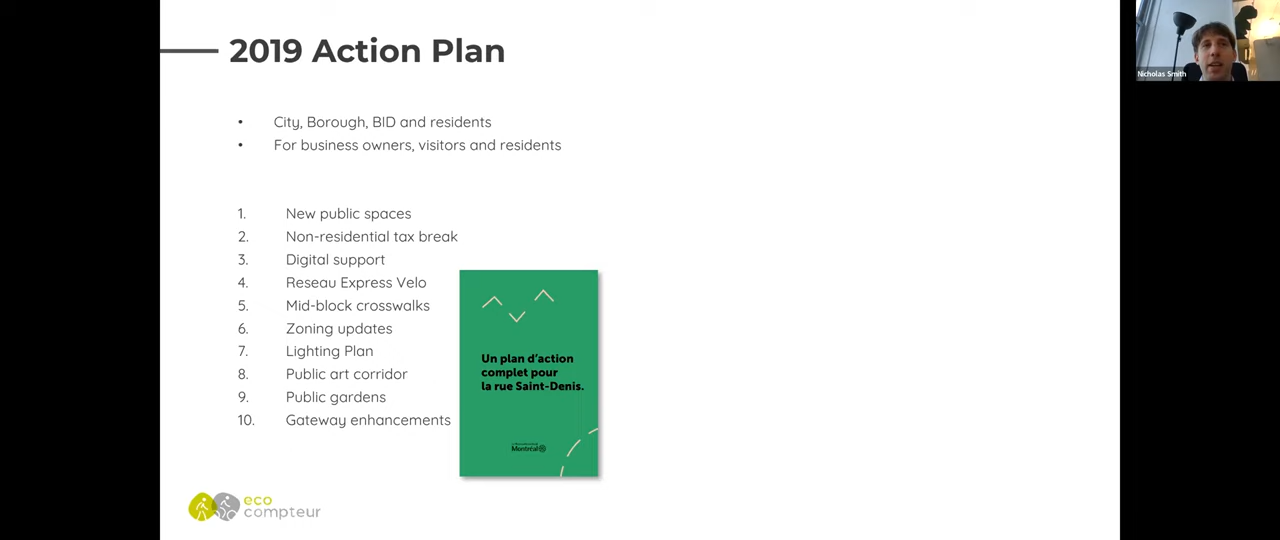 2019 Action Plan
Nicholas Smith
• City, Borough, BID and residents
• For business owners, visitors and residents
1. New public spaces
2. Non-residential tax break
3. Digital support
4. Reseau Express Velo
5. Mid-block crosswalks
6. Zoning updates
7. Lighting Plan
8. Public art corridor
9. Public gardens
10. Gateway enhancements
Un plan d'action
complet pour
la rue Saint-Denis.
Montréal
eco
compteur